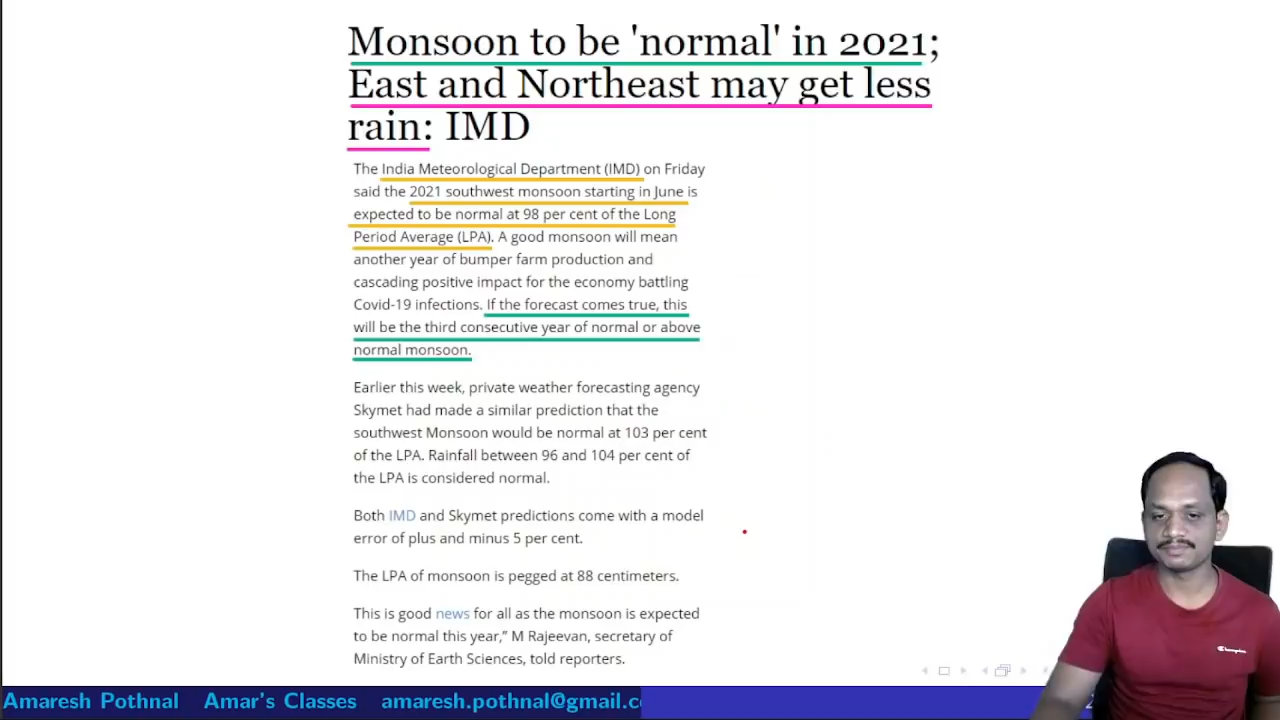 Monsoon to be 'normal' in 2021;
East and Northeast may get less
rain: IMD
The India Meteorological Department (IMD) on Friday
said the 2021 southwest monsoon starting in June is
expected to be normal at 98 per cent of the Long
Period Average (LPA). A good monsoon will mean
another year of bumper farm production and
cascading positive impact for the economy battling
Covid-19 infections. If the forecast comes true, this
will be the third consecutive year of normal or above
normal monsoon.
Earlier this week, private weather forecasting agency
Skymet had made a similar prediction that the
southwest Monsoon would be normal at 103 per cent
of the LPA. Rainfall between 96 and 104 per cent of
the LPA is considered normal.
Both IMD and Skymet predictions come with a model
error of plus and minus 5 per cent.
The LPA of monsoon is pegged at 88 centimeters.
This is good news for all as the monsoon is expected
to be normal this year,” M Rajeevan, secretary of
Ministry of Earth Sciences, told reporters.
Champion
Amaresh Pothnal Amar's Classes amaresh.pothnal@gmail.c